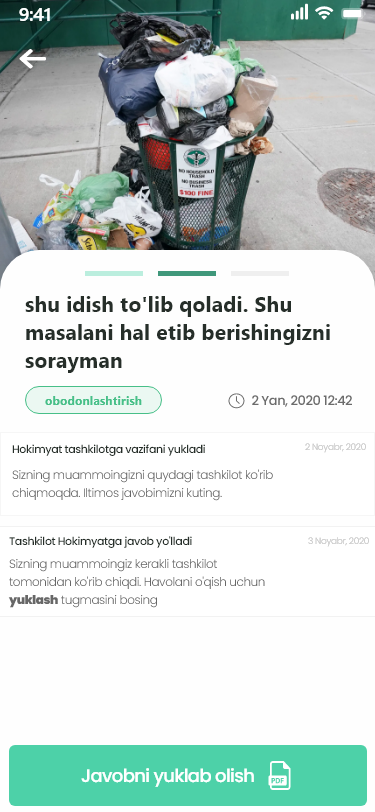 9:41
NO HOUSEHOLD
TRASH
NO BUSINESS
TRASH
$100 FINE
shu idish to'lib qoladi. Shu
masalani hal etib berishingizni
sorayman
obodonlashtirish
2 Yan, 2020 12:42
Hokimyat tashkilotga vazifani yukladi
2 Noyabr, 2020
Sizning muammoingizni quydagi tashkilot ko'rib
chiqmoqda. Iltimos javobimizni kuting.
Tashkilot Hokimyatga javob yo'lladi
3 Noyabr, 2020
Sizning muammoingiz kerakli tashkilot
tomonidan ko'rib chiqdi. Havolani o'qish uchun
yuklash tugmasini bosing
Javobni yuklab olish
PDF